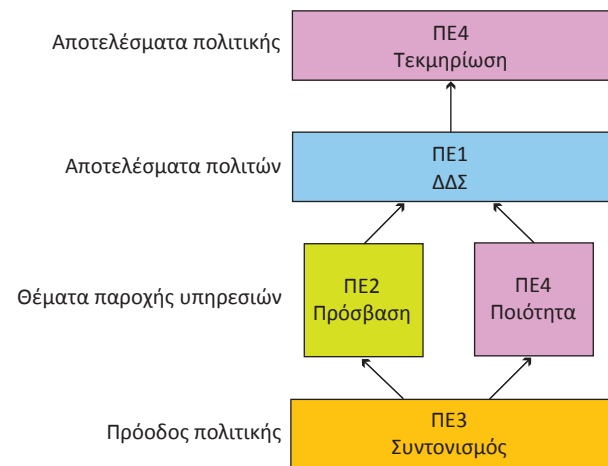 Αποτελέσματα πολιτικής
ΠΕ4
Τεκμηρίωση
Αποτελέσματα πολιτών
ΠΕ1
ΔΔΣ
Θέματα παροχής υπηρεσιών
ΠΕ2
Πρόσβαση
ΠΕ4
Ποιότητα
Πρόοδος πολιτικής
ΠΕ3
Συντονισμός